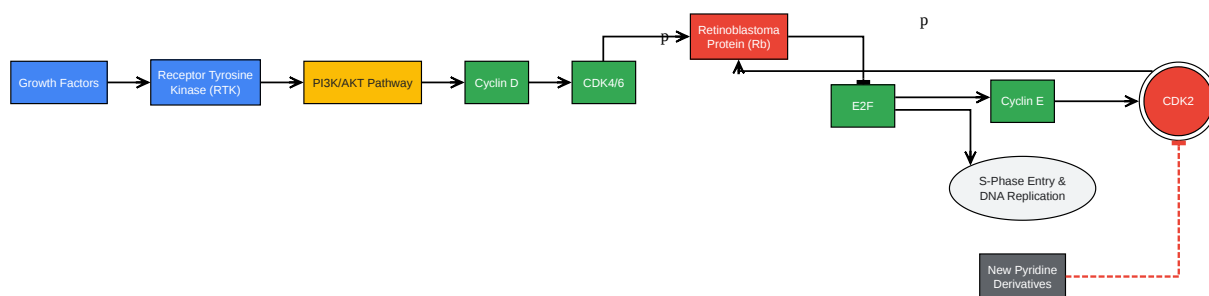 Growth Factors
Receptor Tyrosine
Kinase (RTK)
PI3K/AKT Pathway
Cyclin D
CDK4/6
p
Retinoblastoma
Protein (Rb)
p
E2F
Cyclin E
CDK2
S-Phase Entry &
DNA Replication
New Pyridine
Derivatives